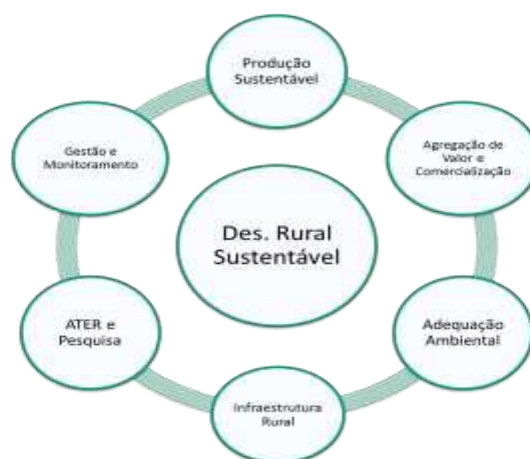 Produção
Sustentável
Agregação de
Valor e
Comercialização
Adequação
Ambiental
Infraestrutura
Rural
ATER e
Pesquisa
Gestão e
Monitoramento
Des. Rural
Sustentável